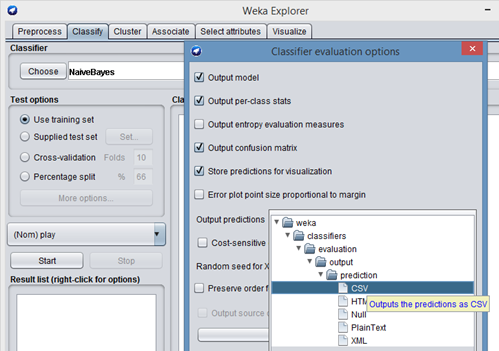 Weka Explorer
Preprocess Classify Cluster Associate Select attributes Visualize
Classifier
Choose NaiveBayes
Test options
Use training set
Supplied test set Set...
Cross-validation Folds 10
Percentage split % 66
More options...
(Nom) play
Start Stop
Result list (right-click for options)
Classifier evaluation options
Output model
Output per-class stats
Output entropy evaluation measures
Output confusion matrix
Store predictions for visualization
Error plot point size proportional to margin
Output predictions
Cost-sensitive
Random seed for X
Preserve order f
Output source
weka
classifiers
evaluation
output
prediction
CSV
Outputs the predictions as CSV
HTM
Null
PlainText
XML